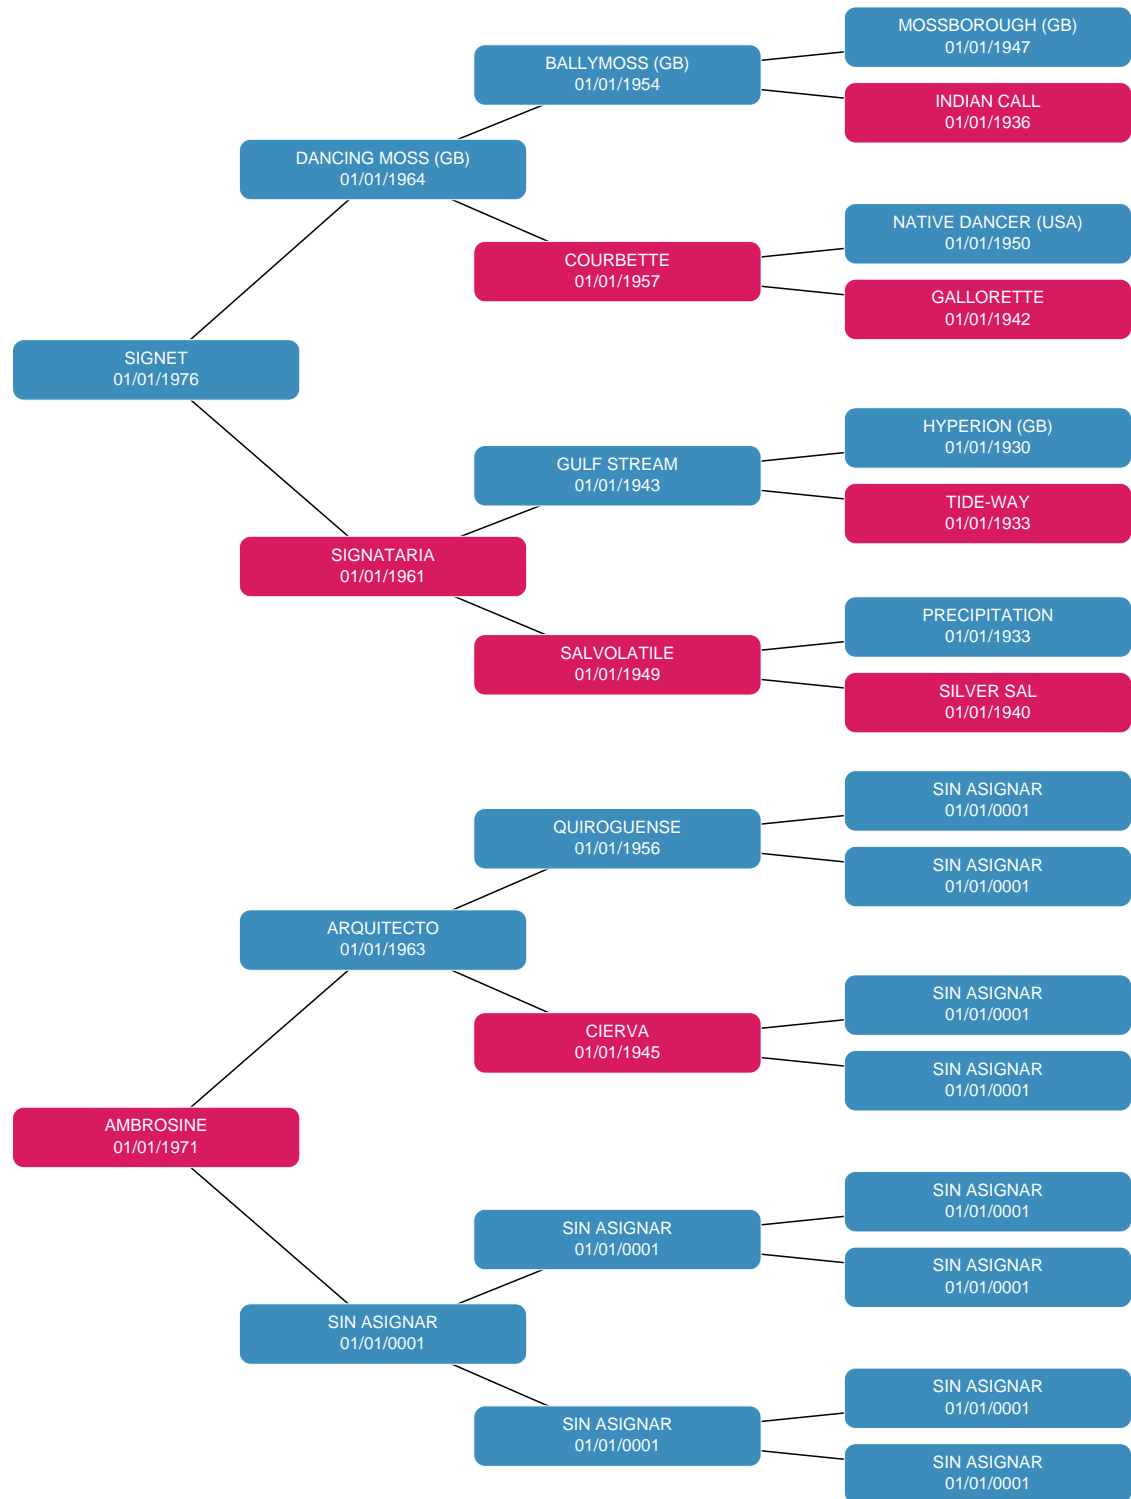 MOSSBOROUGH (GB)
01/01/1947
BALLYMOSS (GB)
01/01/1954
INDIAN CALL
01/01/1936
DANCING MOSS (GB)
01/01/1964
NATIVE DANCER (USA)
01/01/1950
COURBETTE
01/01/1957
GALLORETTE
01/01/1942
SIGNET
01/01/1976
HYPERION (GB)
01/01/1930
GULF STREAM
01/01/1943
TIDE-WAY
01/01/1933
SIGNATARIA
01/01/1961
PRECIPITATION
01/01/1933
SALVOLATILE
01/01/1949
SILVER SAL
01/01/1940
SIN ASIGNAR
01/01/0001
QUIROGUENSE
01/01/1956
SIN ASIGNAR
01/01/0001
ARQUITECTO
01/01/1963
SIN ASIGNAR
01/01/0001
CIERVA
01/01/1945
SIN ASIGNAR
01/01/0001
AMBROSINE
01/01/1971
SIN ASIGNAR
01/01/0001
SIN ASIGNAR
01/01/0001
SIN ASIGNAR
01/01/0001
SIN ASIGNAR
01/01/0001
SIN ASIGNAR
01/01/0001
SIN ASIGNAR
01/01/0001
SIN ASIGNAR
01/01/0001